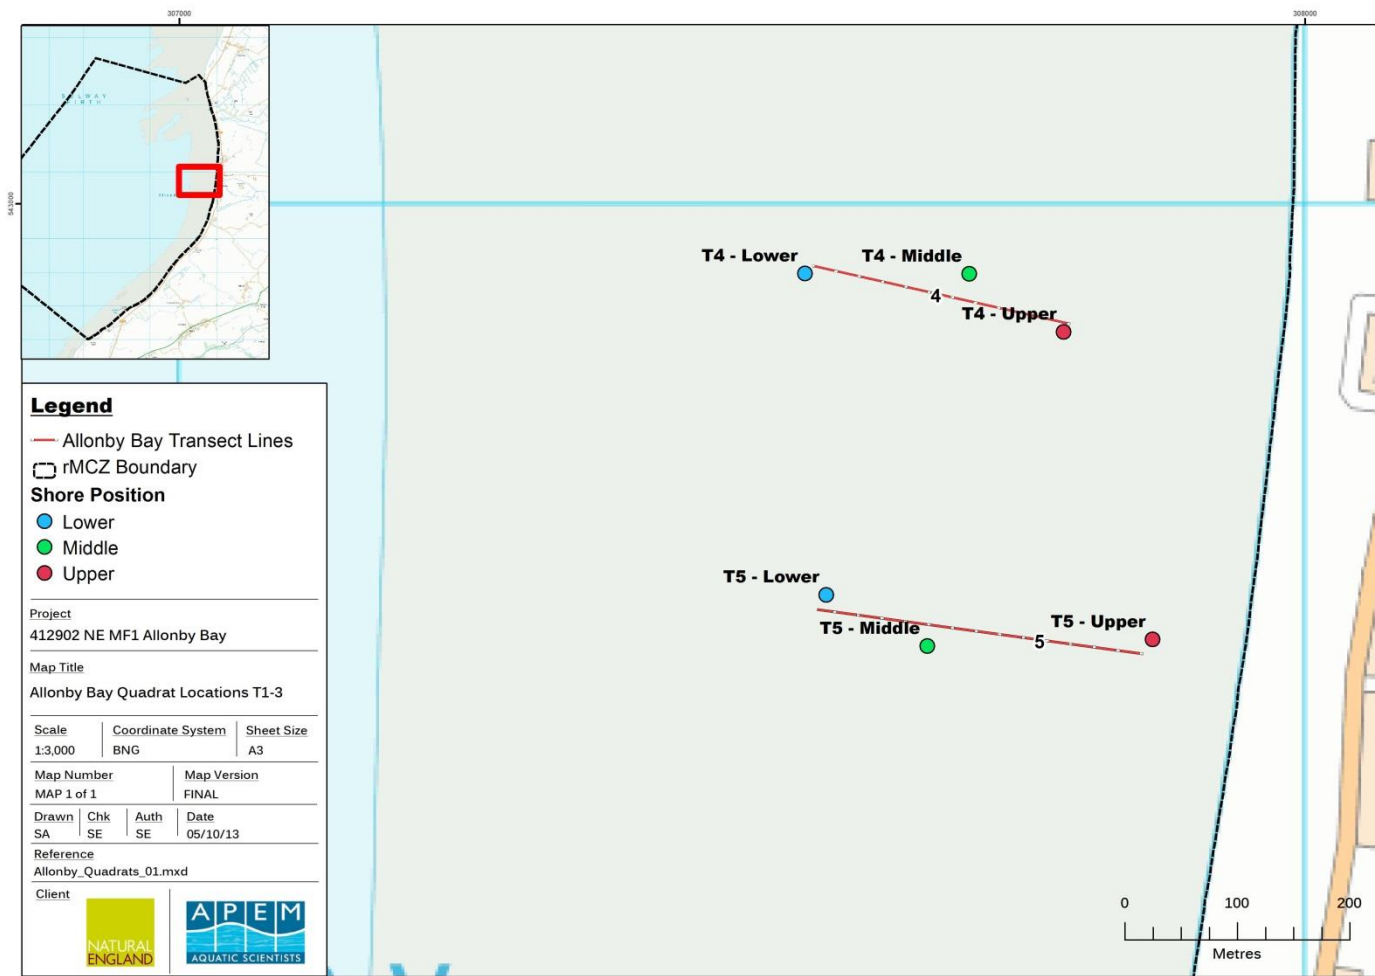 307000
308000
543000
SOLWAY
FIRTH
T4 - Lower
T4 - Middle
4
T4 - Upper
T5 - Lower
T5 - Middle
5
T5 - Upper
Legend
Allonby Bay Transect Lines
rMCZ Boundary
Shore Position
Lower
Middle
Upper
Project
412902 NE MF1 Allonby Bay
Map Title
Allonby Bay Quadrat Locations T1-3
Scale Coordinate System Sheet Size
1:3,000 BNG A3
Map Number Map Version
MAP 1 of 1 FINAL
Drawn Chk Auth Date
SA SE SE 05/10/13
Reference
Allonby_Quadrats_01.mxd
Client
NATURAL
ENGLAND
APEM
AQUATIC SCIENTISTS
0 100 200
Metres